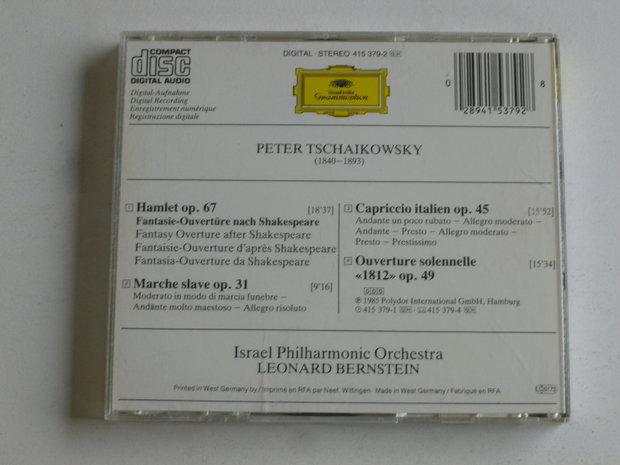 COMPACT
disc
DIGITAL AUDIO
Digital-Aufnahme
Digital Recording
Enregistrement numérique
Registrazione digitale
DIGITAL · STEREO 415 379-2 GH
Deutsche
Grammophon
0 28941"53792 8
PETER TSCHAIKOWSKY
(1840–1893)
1 Hamlet op. 67 [18'37]
Fantasie-Ouvertüre nach Shakespeare
Fantasy Overture after Shakespeare
Fantaisie-Ouverture d'après Shakespeare
Fantasia-Ouverture da Shakespeare
2 Marche slave op. 31 [9'16]
Moderato in modo di marcia funebre –
Andante molto maestoso – Allegro risoluto
3 Capriccio italien op. 45 [15'52]
Andante un poco rubato – Allegro moderato –
Andante – Presto – Allegro moderato –
Presto – Prestissimo
4 Ouverture solennelle [15'34]
«1812» op. 49
DDD
℗ 1985 Polydor International GmbH, Hamburg
415 379-1 GH · 415 379-4 GH
Israel Philharmonic Orchestra
LEONARD BERNSTEIN
Printed in West Germany by / Imprimé en RFA par Neef, Wittingen · Made in West Germany / Fabriqué en RFA